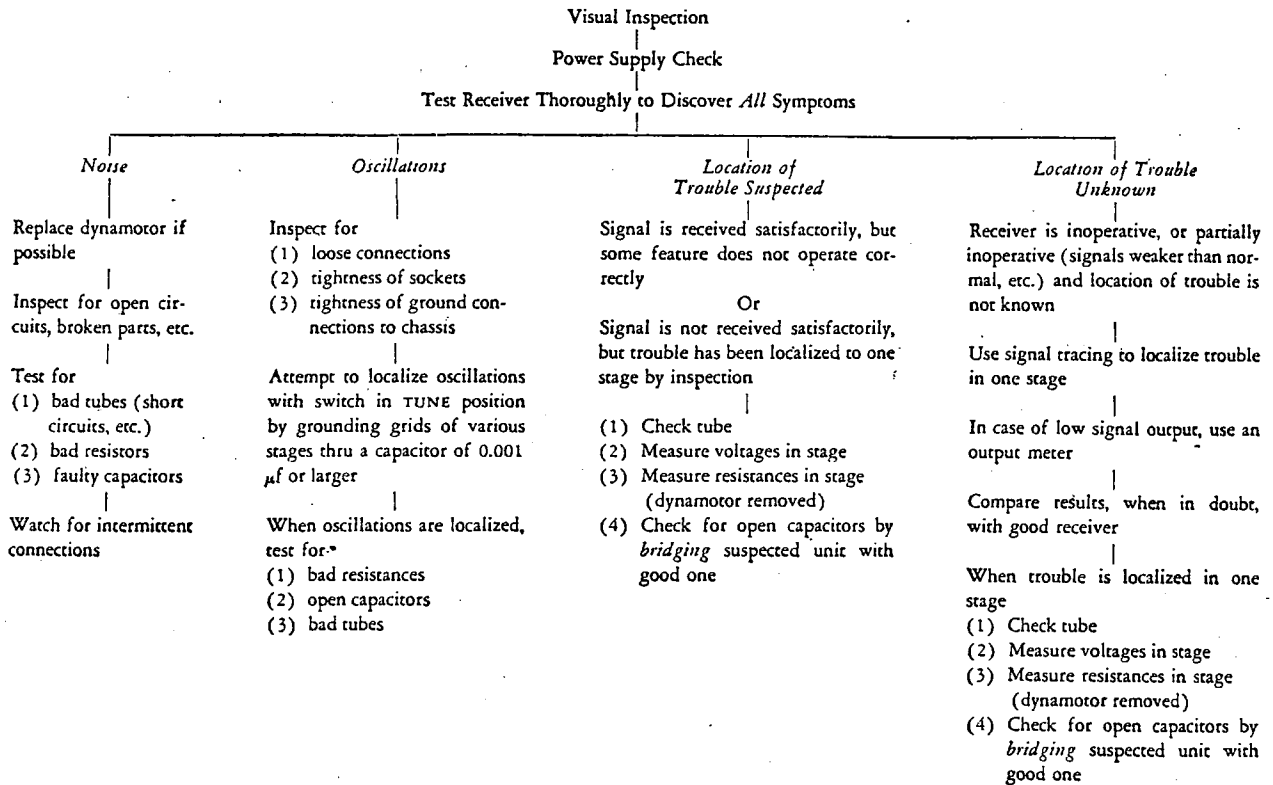 Visual Inspection
Power Supply Check
Test Receiver Thoroughly to Discover All Symptoms
Noise
Replace dynamotor if
possible
Inspect for open cir-
cuits, broken parts, etc.
Test for
(1) bad tubes (short
circuits, etc.)
(2) bad resistors
(3) faulty capacitors
Watch for intermittent
connections
Oscillations
Inspect for
(1) loose connections
(2) tightness of sockets
(3) tightness of ground con-
nections to chassis
Attempt to localize oscillations
with switch in TUNE position
by grounding grids of various
stages thru a capacitor of 0.001
μf or larger
When oscillations are localized,
test for
(1) bad resistances
(2) open capacitors
(3) bad tubes
Location of
Trouble Suspected
Signal is received satisfactorily, but
some feature does not operate cor-
rectly
Or
Signal is not received satisfactorily,
but trouble has been localized to one
stage by inspection
(1) Check tube
(2) Measure voltages in stage
(3) Measure resistances in stage
(dynamotor removed)
(4) Check for open capacitors by
bridging suspected unit with
good one
Location of Trouble
Unknown
Receiver is inoperative, or partially
inoperative (signals weaker than nor-
mal, etc.) and location of trouble is
not known
Use signal tracing to localize trouble
in one stage
In case of low signal output, use an
output meter
Compare results, when in doubt,
with good receiver
When trouble is localized in one
stage
(1) Check tube
(2) Measure voltages in stage
(3) Measure resistances in stage
(dynamotor removed)
(4) Check for open capacitors by
bridging suspected unit with
good one